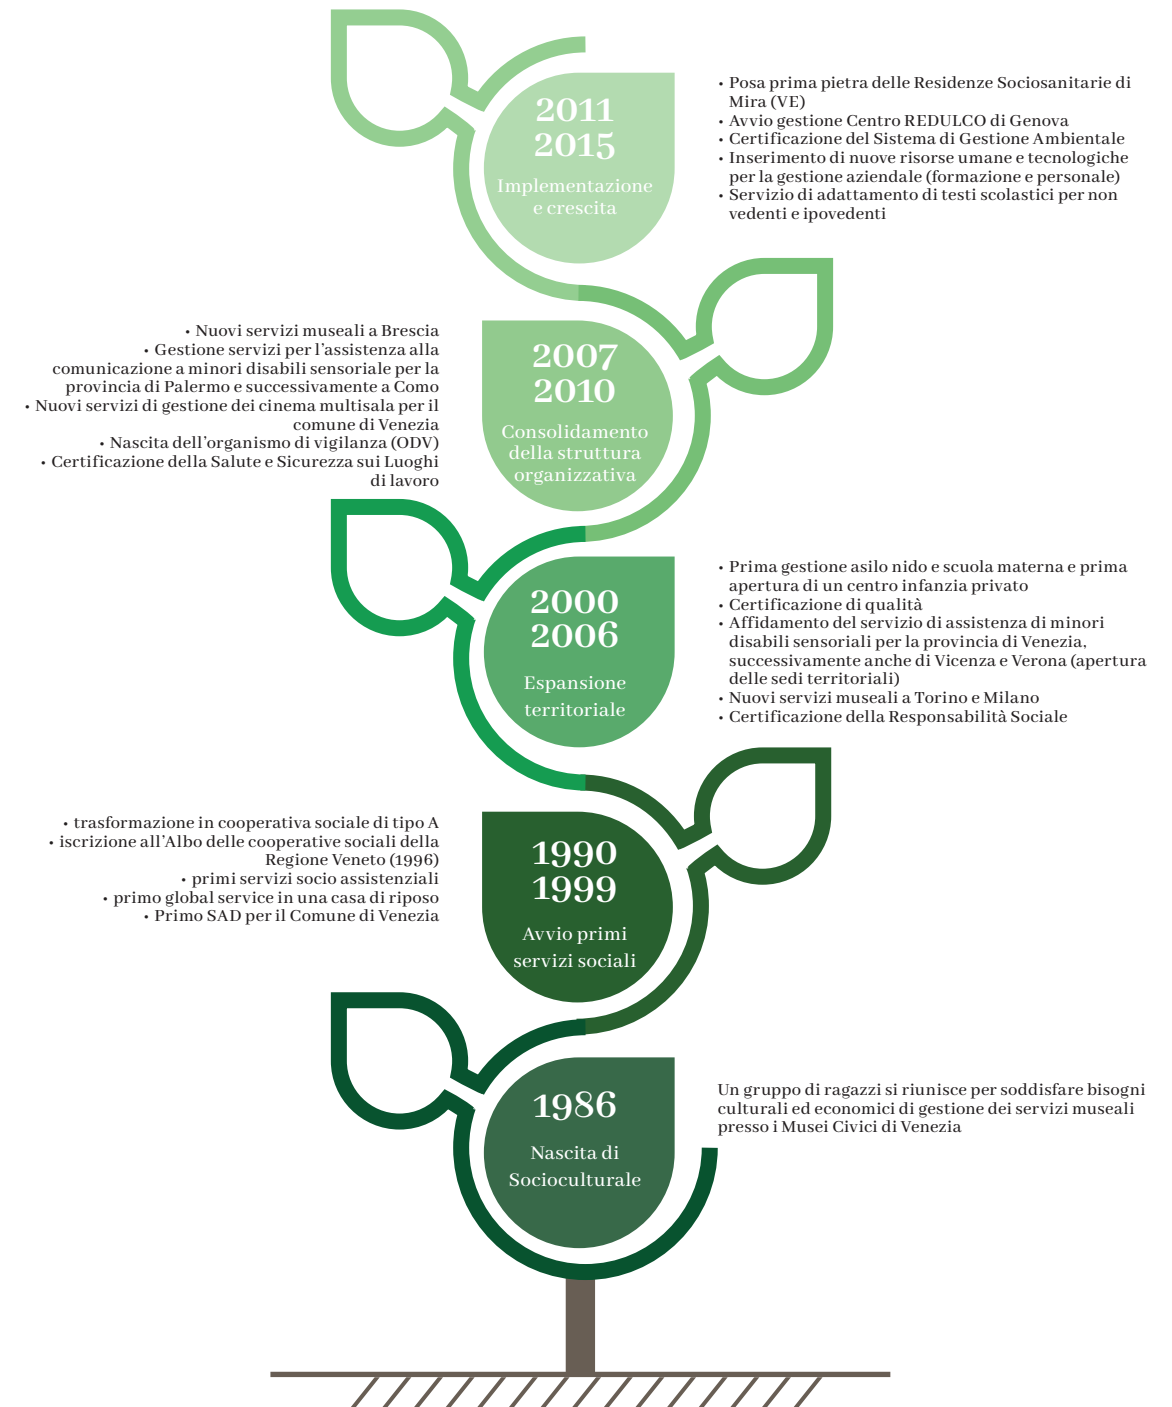 2011
2015
Implementazione
e crescita
• Posa prima pietra delle Residenze Sociosanitarie di
Mira (VE)
• Avvio gestione Centro REDULCO di Genova
• Certificazione del Sistema di Gestione Ambientale
• Inserimento di nuove risorse umane e tecnologiche
per la gestione aziendale (formazione e personale)
• Servizio di adattamento di testi scolastici per non
vedenti e ipovedenti
• Nuovi servizi museali a Brescia
• Gestione servizi per l'assistenza alla
comunicazione a minori disabili sensoriale per la
provincia di Palermo e successivamente a Como
• Nuovi servizi di gestione dei cinema multisala per il
comune di Venezia
• Nascita dell'organismo di vigilanza (ODV)
• Certificazione della Salute e Sicurezza sui Luoghi
di lavoro
2007
2010
Consolidamento
della struttura
organizzativa
2000
2006
Espansione
territoriale
• Prima gestione asilo nido e scuola materna e prima
apertura di un centro infanzia privato
• Certificazione di qualità
• Affidamento del servizio di assistenza di minori
disabili sensoriali per la provincia di Venezia,
successivamente anche di Vicenza e Verona (apertura
delle sedi territoriali)
• Nuovi servizi museali a Torino e Milano
• Certificazione della Responsabilità Sociale
• trasformazione in cooperativa sociale di tipo A
• iscrizione all'Albo delle cooperative sociali della
Regione Veneto (1996)
• primi servizi socio assistenziali
• primo global service in una casa di riposo
• Primo SAD per il Comune di Venezia
1990
1999
Avvio primi
servizi sociali
1986
Nascita di
Socioculturale
Un gruppo di ragazzi si riunisce per soddisfare bisogni
culturali ed economici di gestione dei servizi museali
presso i Musei Civici di Venezia